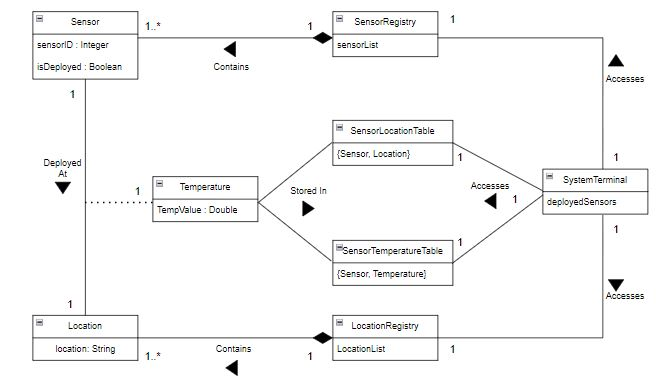 Sensor
sensorID : Integer
isDeployed : Boolean
1..*
Contains
1
SensorRegistry
sensorList
1
Accesses
1
1
Deployed
At
1
Temperature
TempValue : Double
Stored In
SensorLocationTable
{Sensor, Location}
1
Accesses
1
SystemTerminal
deployedSensors
SensorTemperatureTable
{Sensor, Temperature}
1
1
Accesses
1
Location
location: String
1..*
Contains
1
LocationRegistry
LocationList
1